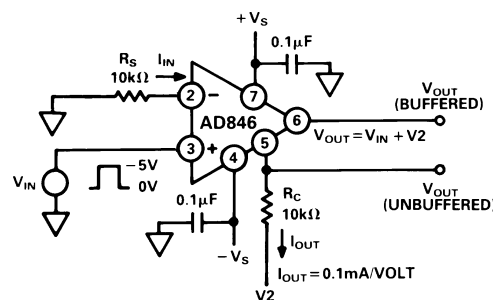 +VS
RS
10kΩ
IIN
0.1µF
2
−
7
AD846
6
VOUT
(BUFFERED)
VOUT=VIN + V2
3
+
4
5
VIN
−5V
0V
0.1µF
−VS
RC
10kΩ
VOUT
(UNBUFFERED)
IOUT
IOUT=0.1mA/VOLT
V2